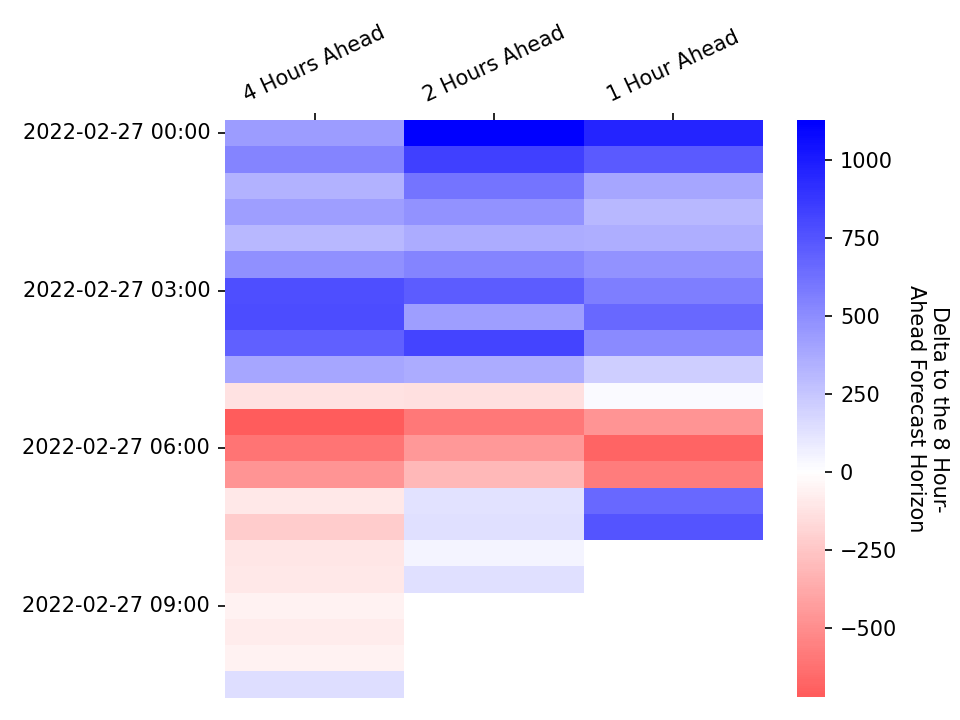 4 Hours Ahead
2 Hours Ahead
1 Hour Ahead
2022-02-27 00:00
2022-02-27 03:00
2022-02-27 06:00
2022-02-27 09:00
1000
750
500
250
0
−250
−500
Delta to the 8 Hour-
Ahead Forecast Horizon